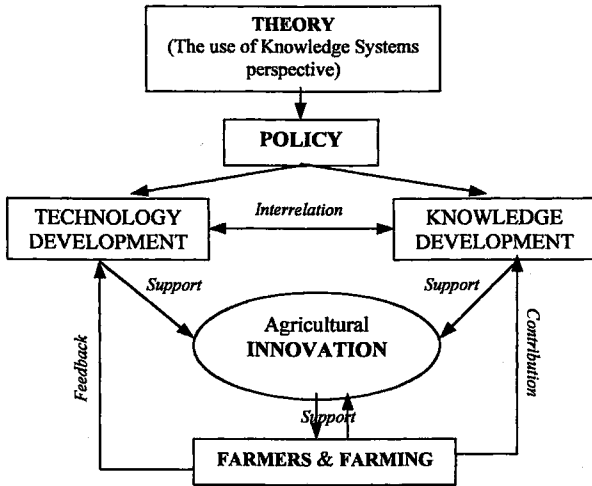 THEORY
(The use of Knowledge Systems
perspective)
POLICY
TECHNOLOGY
DEVELOPMENT
Interrelation
KNOWLEDGE
DEVELOPMENT
Support
Support
Agricultural
INNOVATION
Feedback
Contribution
Support
FARMERS & FARMING